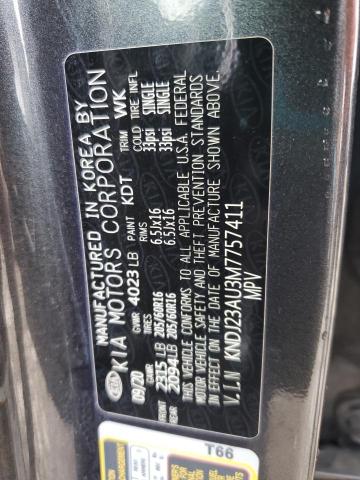 MANUFACTURED IN KOREA BY
KIA MOTORS CORPORATION
09/20 GVWR 4023 LB PAINT KDT TRIM WK
TIRES RIMS COLD TIRE INFL
GAWR 2315 LB 205/60R16 6.5JX16 33psi SINGLE
REAR 2094 LB 205/60R16 6.5JX16 33psi SINGLE
THIS VEHICLE CONFORMS TO ALL APPLICABLE U.S.A. FEDERAL
MOTOR VEHICLE SAFETY AND THEFT PREVENTION STANDARDS
IN EFFECT ON THE DATE OF MANUFACTURE SHOWN ABOVE.
V.I.N KNDJ23AU3M7757411
MPV
T66